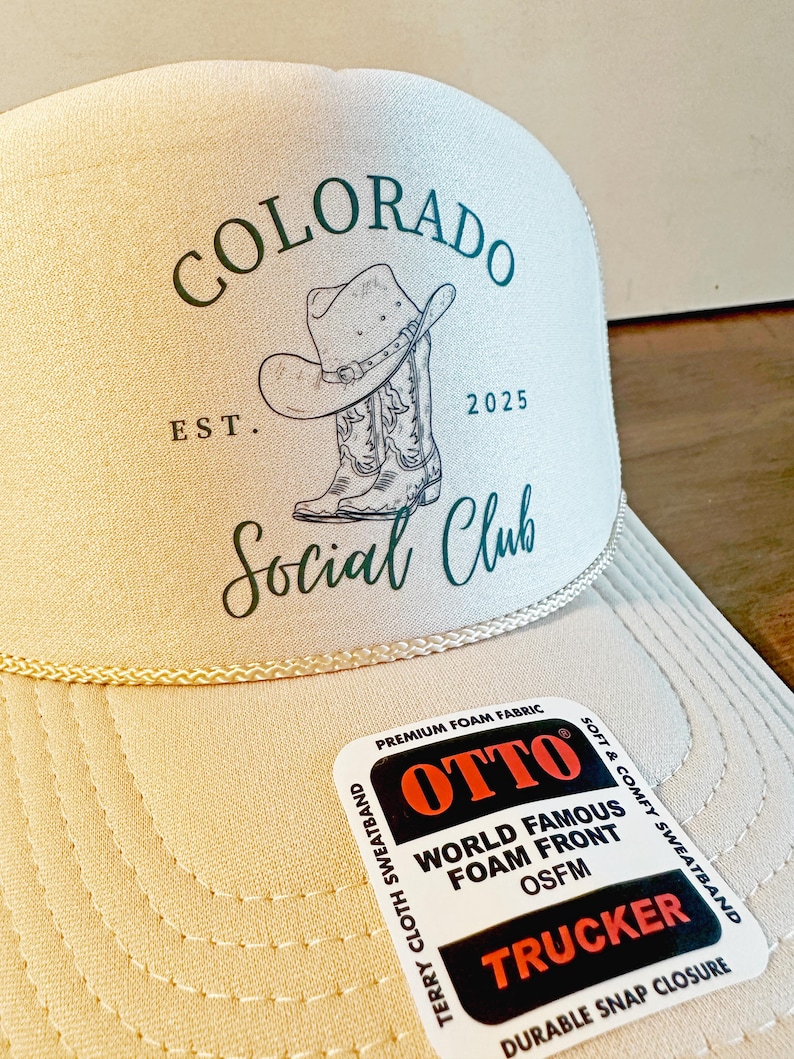 COLORADO
EST. 2025
Social Club
PREMIUM FOAM FABRIC
SOFT & COMFY SWEATBAND
OTTO®
WORLD FAMOUS
FOAM FRONT
OSFM
TRUCKER
TERRY CLOTH SWEATBAND
DURABLE SNAP CLOSURE